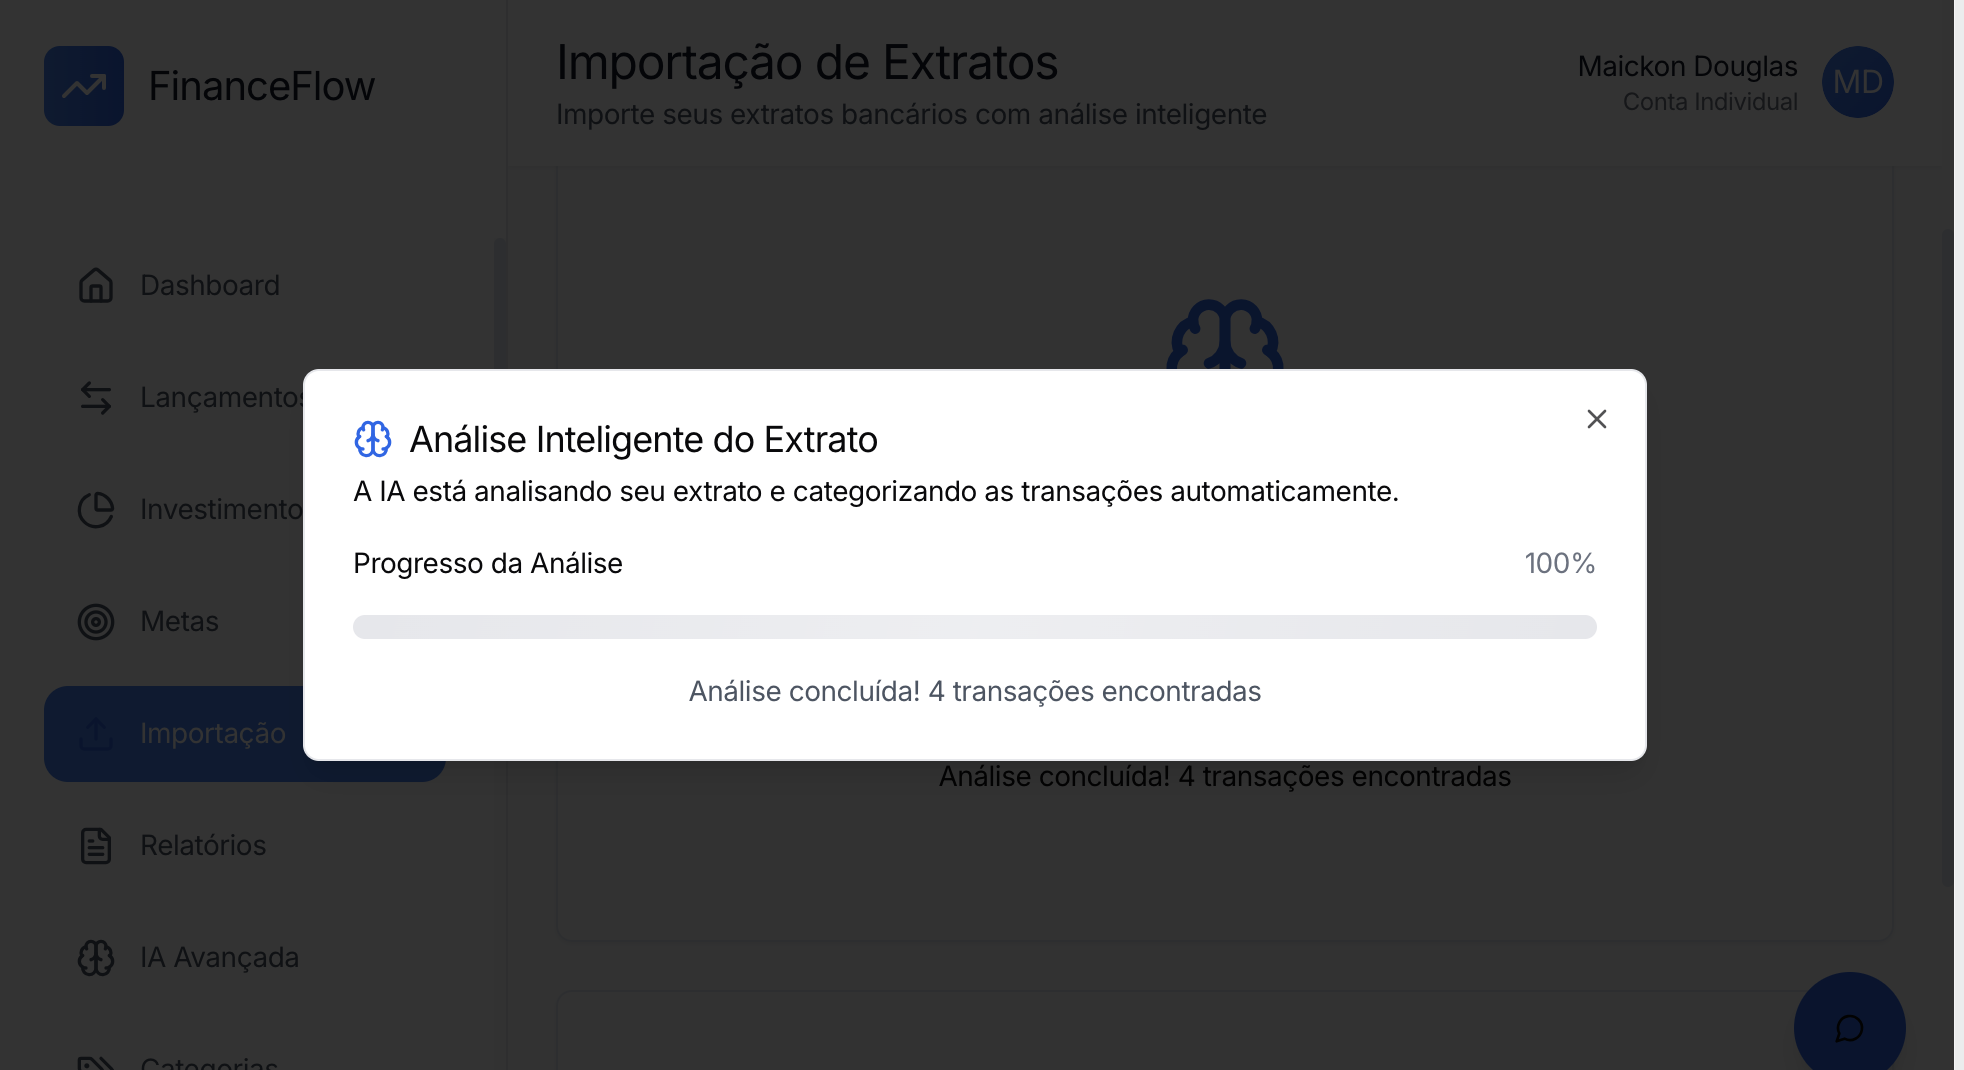 FinanceFlow
Importação de Extratos
Importe seus extratos bancários com análise inteligente
Maickon Douglas
Conta Individual
MD
Dashboard
Lançamentos
Investimento
Metas
Importação
Relatórios
IA Avançada
Categorias
Análise Inteligente do Extrato
A IA está analisando seu extrato e categorizando as transações automaticamente.
Progresso da Análise
100%
Análise concluída! 4 transações encontradas
Análise concluída! 4 transações encontradas